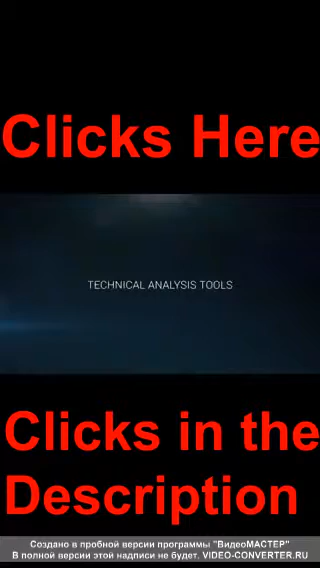 Clicks Here
TECHNICAL ANALYSIS TOOLS
Clicks in the
Description
Создано в пробной версии программы "ВидеоМАСТЕР"
В полной версии этой надписи не будет. VIDEO-CONVERTER.RU